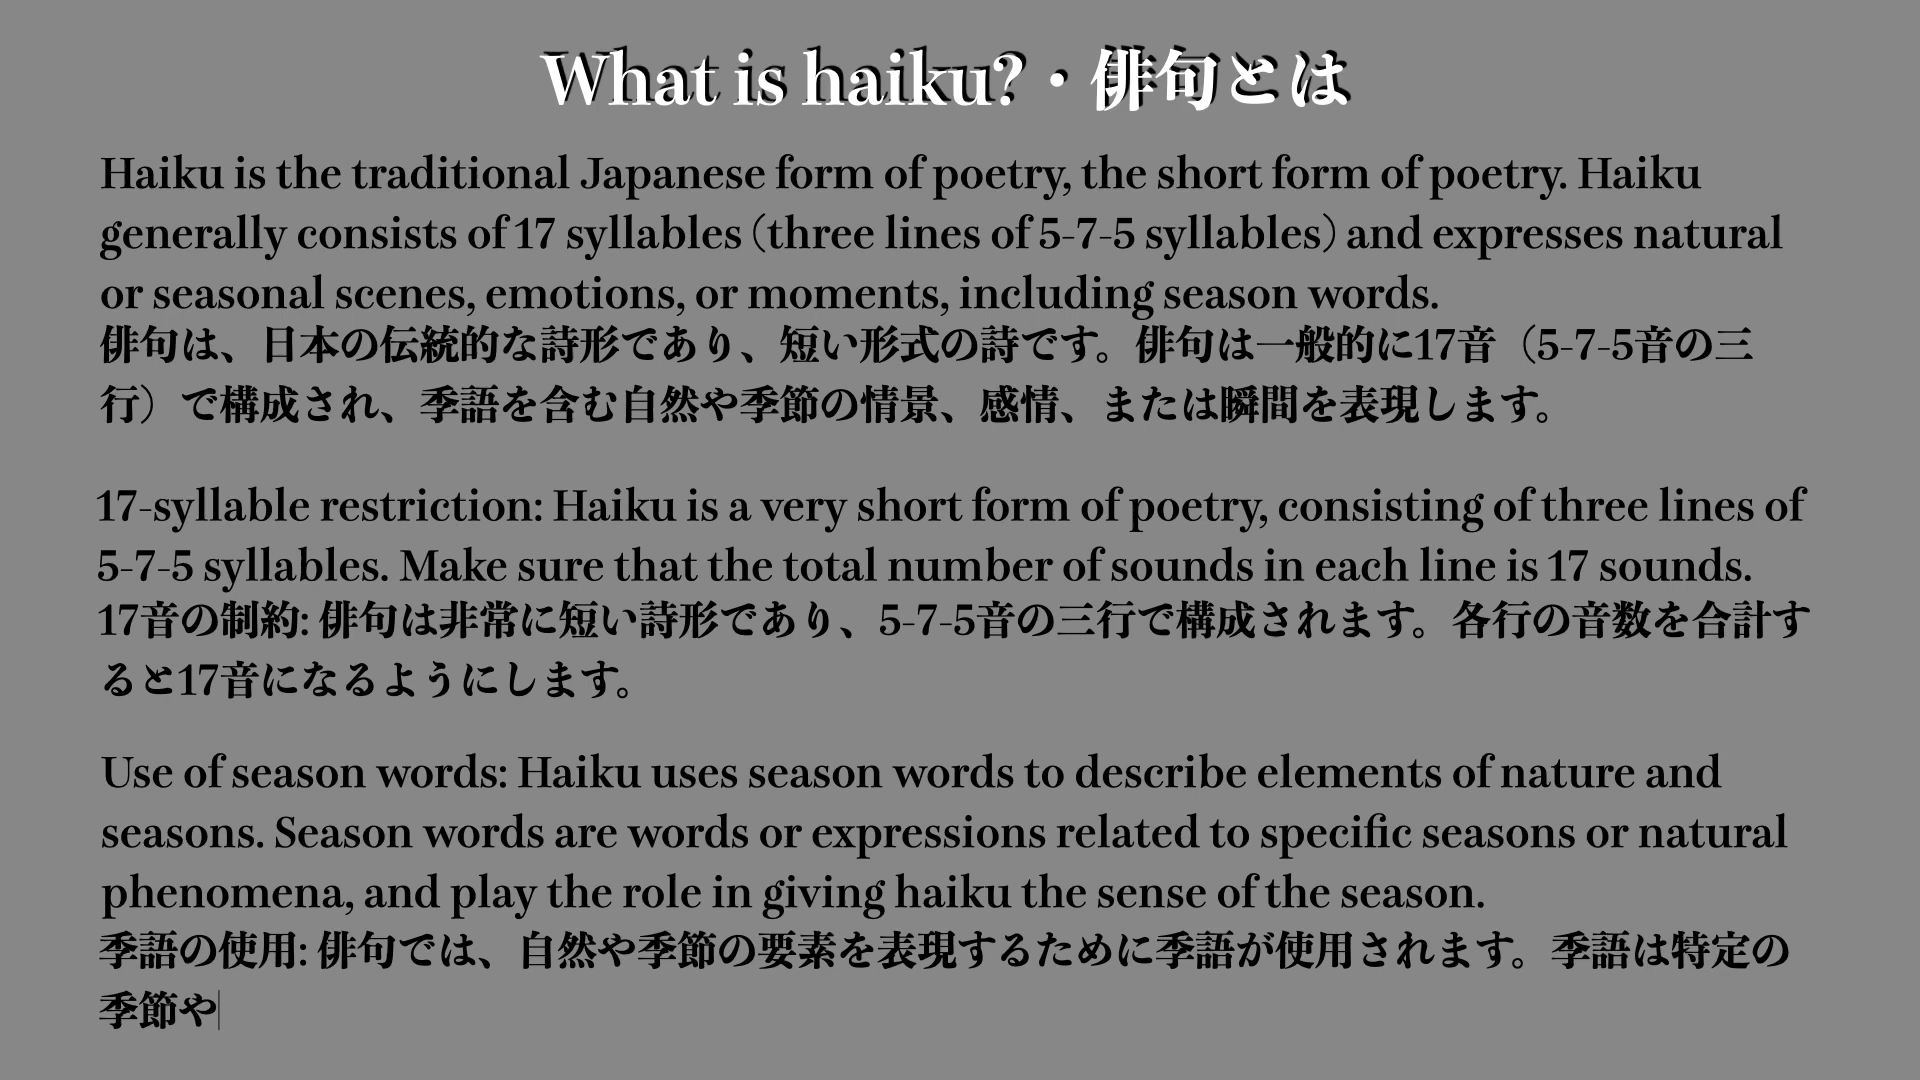 What is haiku?・俳句とは
Haiku is the traditional Japanese form of poetry, the short form of poetry. Haiku
generally consists of 17 syllables (three lines of 5-7-5 syllables) and expresses natural
or seasonal scenes, emotions, or moments, including season words.
俳句は、日本の伝統的な詩形であり、短い形式の詩です。俳句は一般的に17音（5-7-5音の三
行）で構成され、季語を含む自然や季節の情景、感情、または瞬間を表現します。
17-syllable restriction: Haiku is a very short form of poetry, consisting of three lines of
5-7-5 syllables. Make sure that the total number of sounds in each line is 17 sounds.
17音の制約: 俳句は非常に短い詩形であり、5-7-5音の三行で構成されます。各行の音数を合計す
ると17音になるようにします。
Use of season words: Haiku uses season words to describe elements of nature and
seasons. Season words are words or expressions related to specific seasons or natural
phenomena, and play the role in giving haiku the sense of the season.
季語の使用: 俳句では、自然や季節の要素を表現するために季語が使用されます。季語は特定の
季節や